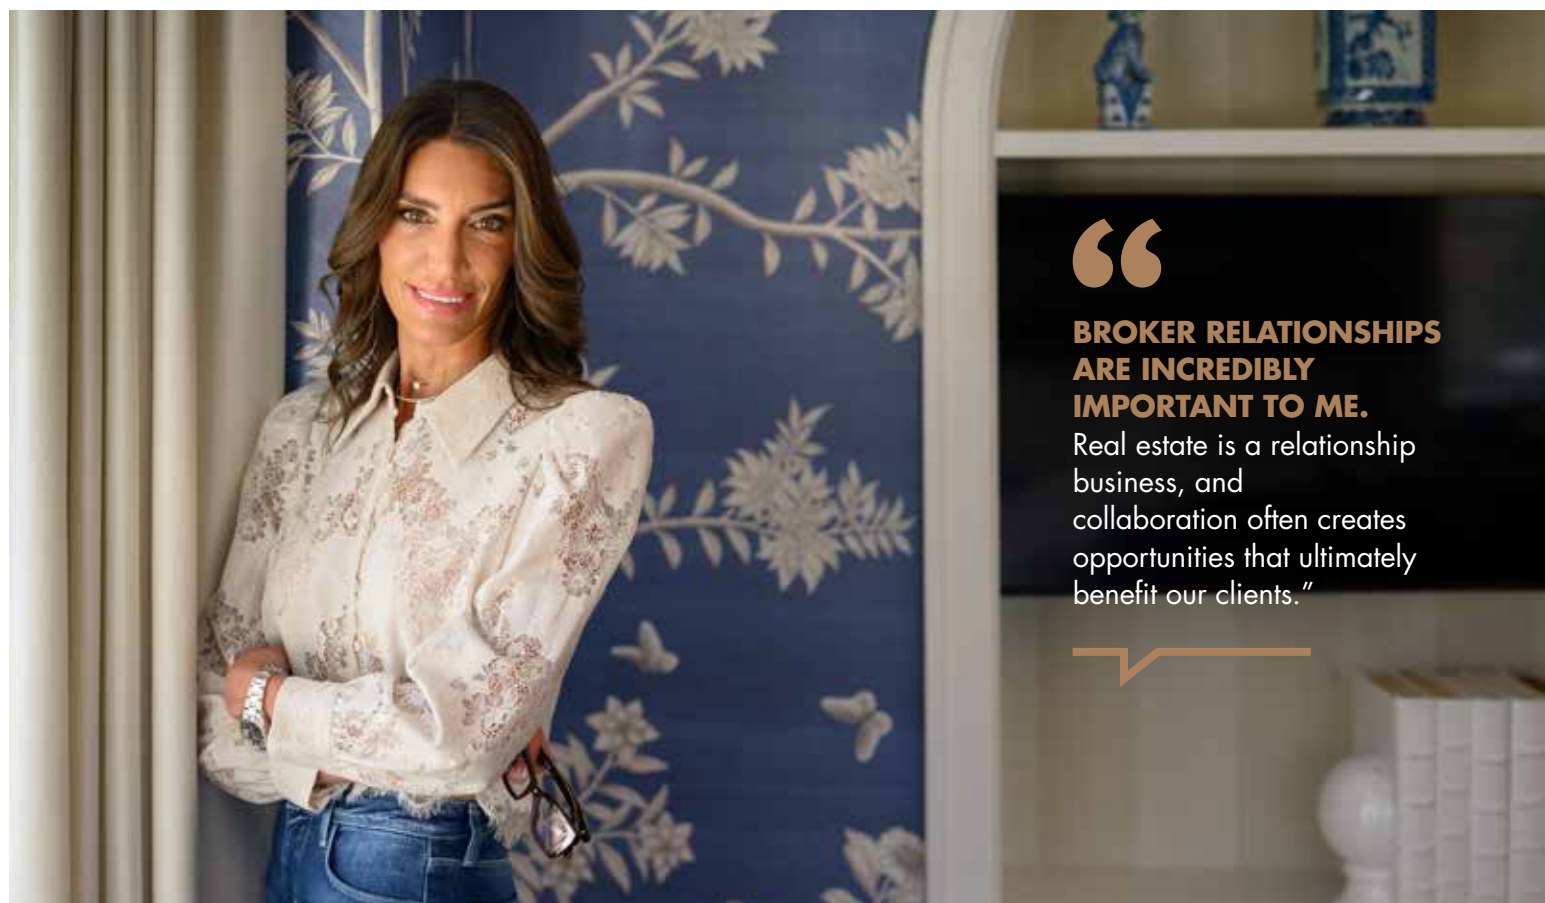 “
BROKER RELATIONSHIPS
ARE INCREDIBLY
IMPORTANT TO ME.
Real estate is a relationship
business, and
collaboration often creates
opportunities that ultimately
benefit our clients.”